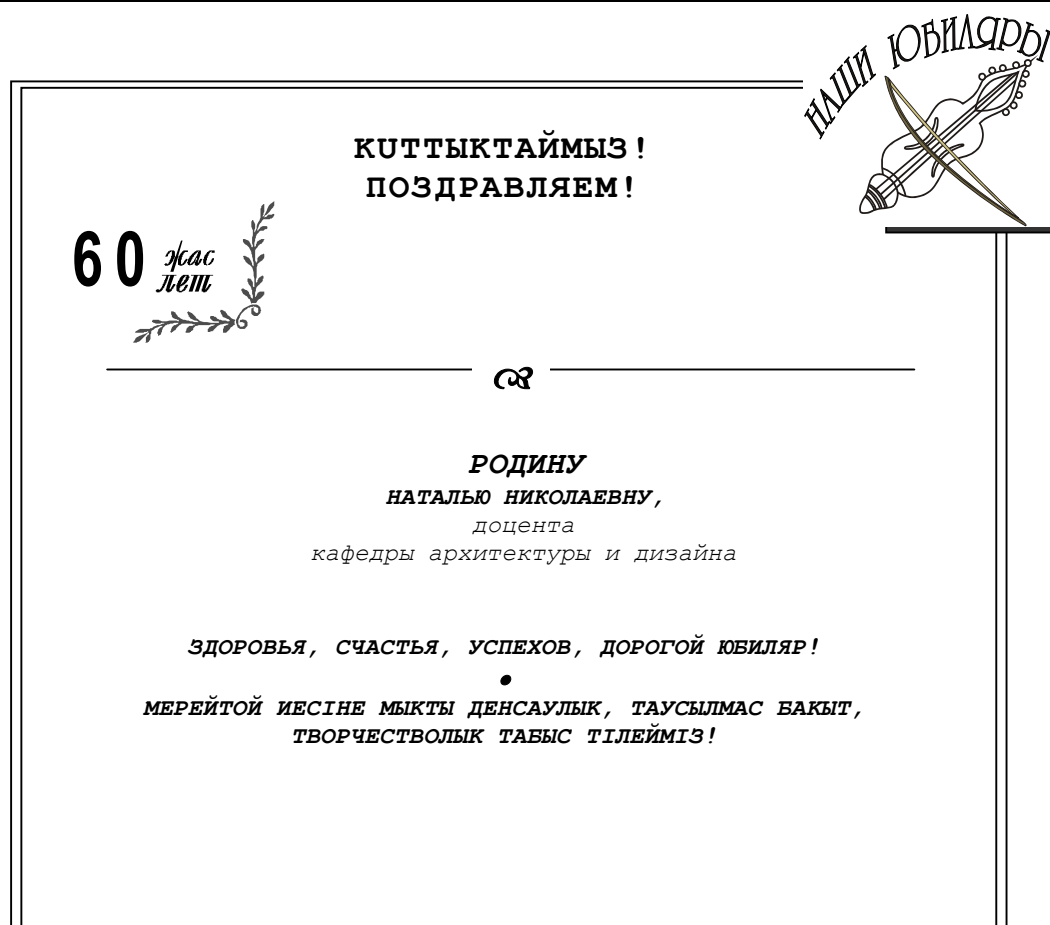 НАШИ ЮБИЛЯРЫ
КUТТЫКТАЙМЫЗ!
ПОЗДРАВЛЯЕМ!
60 жас
лет
РОДИНУ
НАТАЛЬЮ НИКОЛАЕВНУ,
доцента
кафедры архитектуры и дизайна
ЗДОРОВЬЯ, СЧАСТЬЯ, УСПЕХОВ, ДОРОГОЙ ЮБИЛЯР!
МЕРЕЙТОЙ ИЕСІНЕ МЫКТЫ ДЕНСАУЛЫК, ТАУСЫЛМАС БАКЫТ,
ТВОРЧЕСТВОЛЫК ТАБЫС ТІЛЕЙМІЗ!